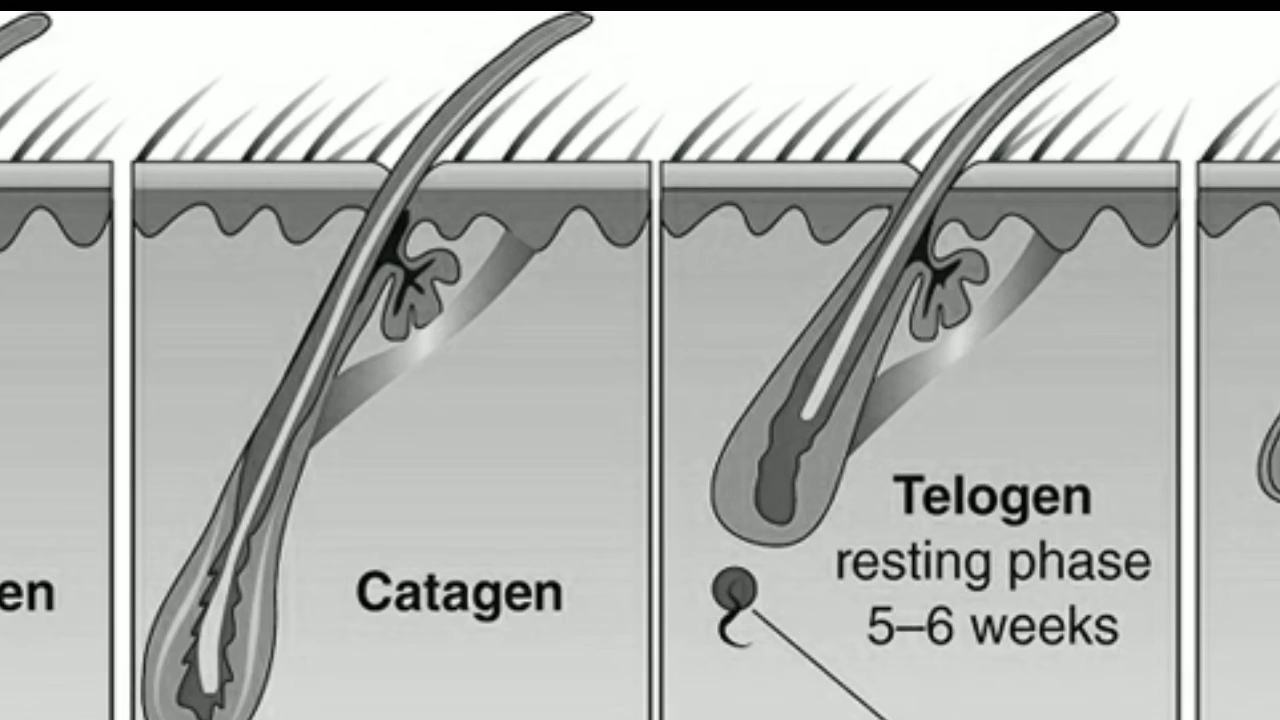 en
Catagen
Telogen
resting phase
5–6 weeks